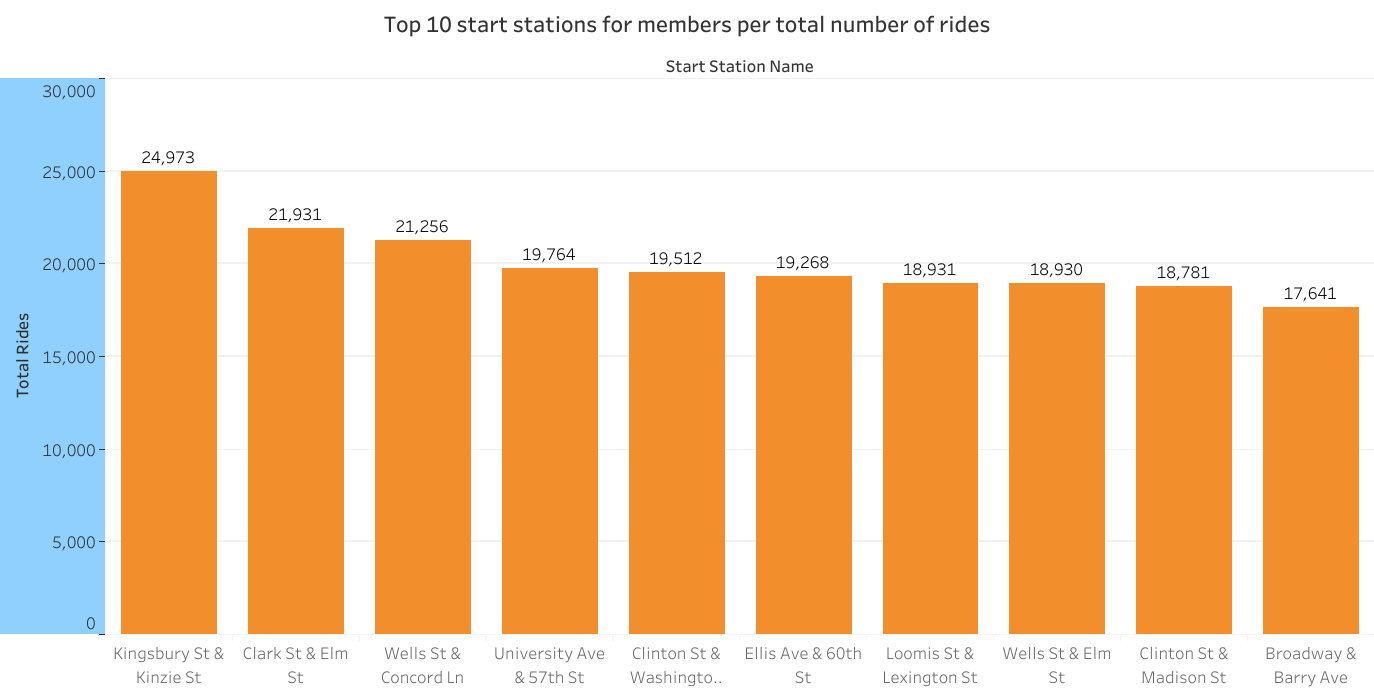 Top 10 start stations for members per total number of rides
Start Station Name
30,000
25,000
20,000
15,000
10,000
5,000
0
Total Rides
24,973
21,931
21,256
19,764
19,512
19,268
18,931
18,930
18,781
17,641
Kingsbury St &
Kinzie St
Clark St & Elm
St
Wells St &
Concord Ln
University Ave
& 57th St
Clinton St &
Washingto..
Ellis Ave & 60th
St
Loomis St &
Lexington St
Wells St & Elm
St
Clinton St &
Madison St
Broadway &
Barry Ave